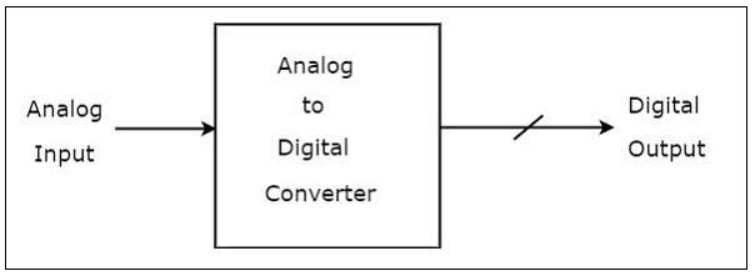 Analog
Input
Analog
to
Digital
Converter
Digital
Output